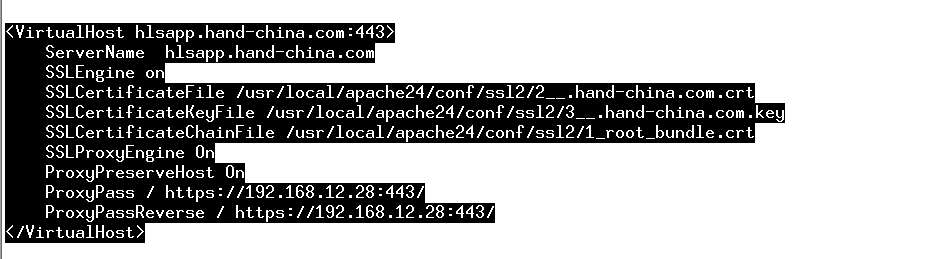 <VirtualHost hlsapp.hand-china.com:443>
    ServerName  hlsapp.hand-china.com
    SSLEngine on
    SSLCertificateFile /usr/local/apache24/conf/ssl2/2__.hand-china.com.crt
    SSLCertificateKeyFile /usr/local/apache24/conf/ssl2/3__.hand-china.com.key
    SSLCertificateChainFile /usr/local/apache24/conf/ssl2/1_root_bundle.crt
    SSLProxyEngine On
    ProxyPreserveHost On
    ProxyPass / https://192.168.12.28:443/
    ProxyPassReverse / https://192.168.12.28:443/
</VirtualHost>